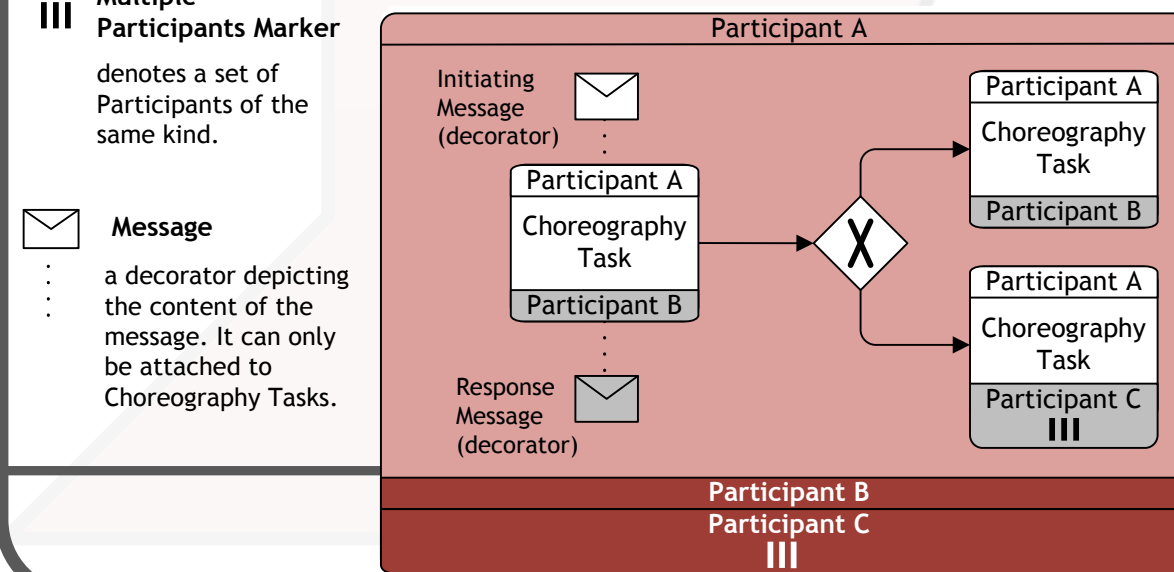 Multiple
Participants Marker
denotes a set of
Participants of the
same kind.
Message
a decorator depicting
the content of the
message. It can only
be attached to
Choreography Tasks.
Participant A
Initiating
Message
(decorator)
Participant A
Choreography
Task
Participant B
Response
Message
(decorator)
X
Participant A
Choreography
Task
Participant B
Participant A
Choreography
Task
Participant C
Participant B
Participant C